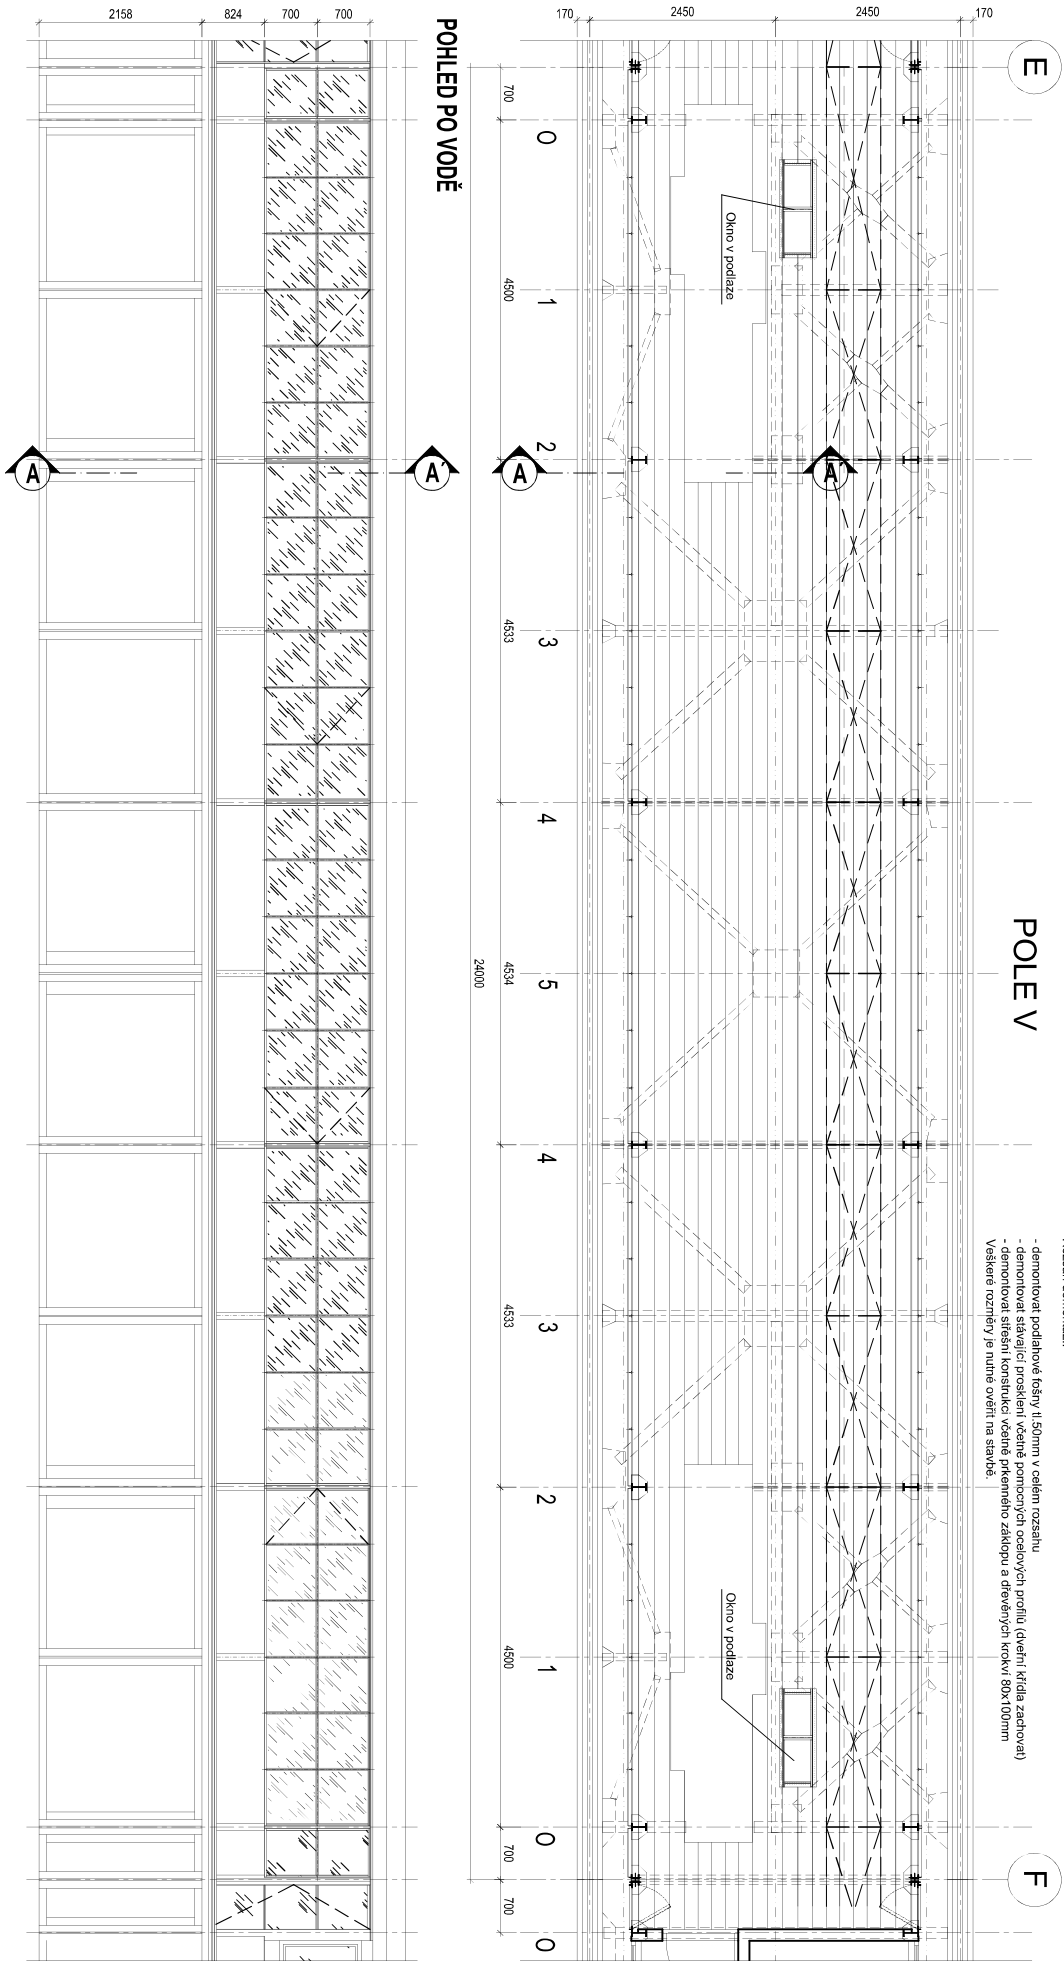 E
POLE V
F
- demontovat podlahové fošny tl.50mm v celém rozsahu
- demontovat stávající prosklení včetně pomocných ocelových profilů (dveřní křídla zachovat)
- demontovat střešní konstrukci včetně prkenného záklopu a dřevěných krokví 80x100mm
Veškeré rozměry je nutné ověřit na stavbě.
170
2450
2450
170
Okno v podlaze
Okno v podlaze
A
A'
0
1
2
3
4
5
4
3
2
1
0
0
700
4500
4533
4534
4533
4500
700
700
24000
POHLED PO VODĚ
A
A'
2158
824
700
700